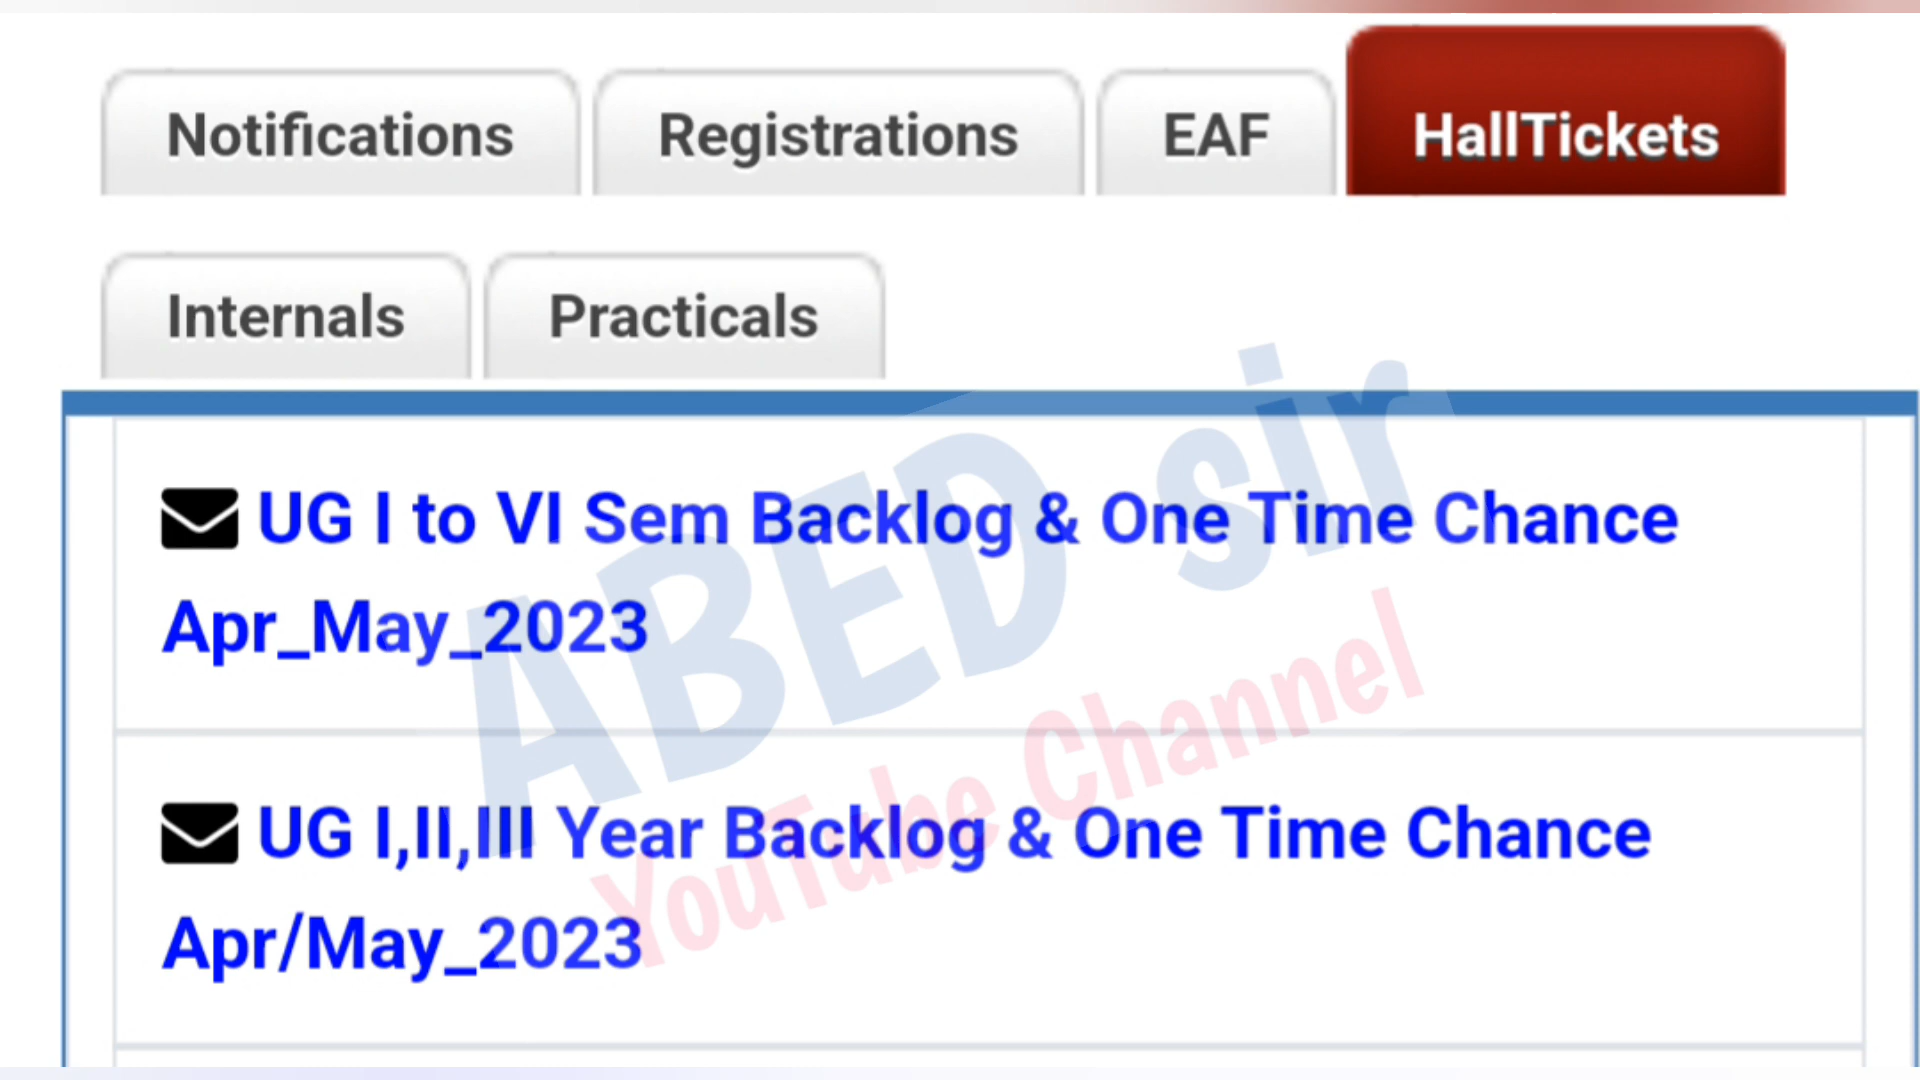 Notifications Registrations EAF HallTickets
Internals Practicals
UG I to VI Sem Backlog & One Time Chance
Apr_May_2023
UG I,II,III Year Backlog & One Time Chance
Apr/May_2023
ABED sir
YouTube Channel